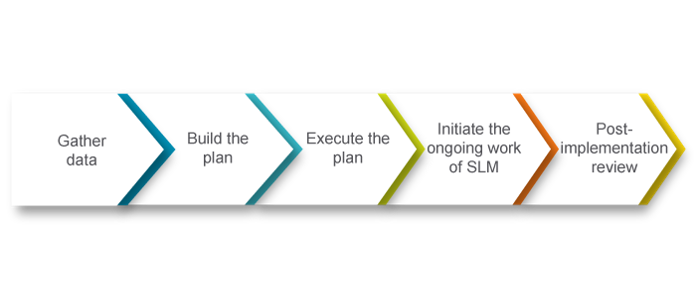 Gather
data
Build the
plan
Execute the
plan
Initiate the
ongoing work
of SLM
Post-
implementation
review